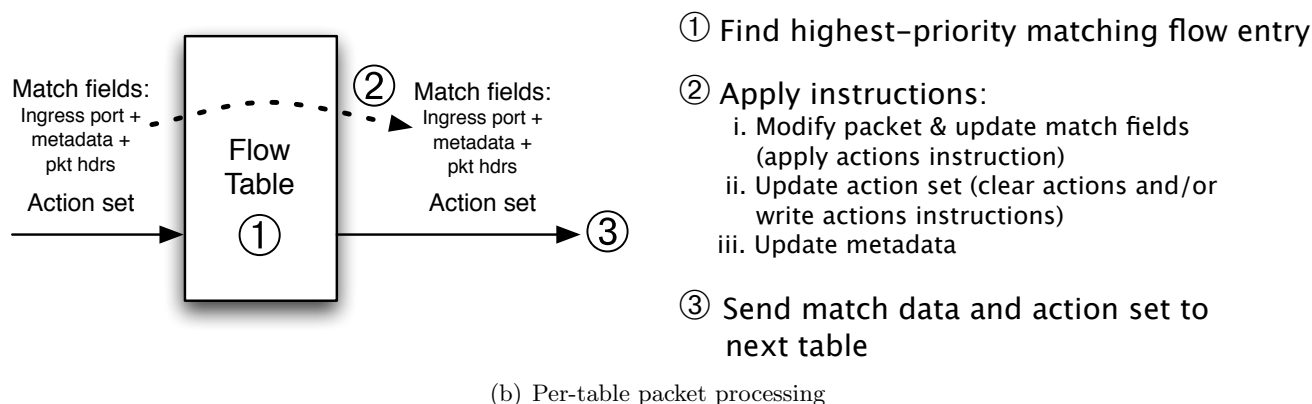 Match fields:
Ingress port +
metadata +
pkt hdrs
Action set
Flow
Table
①
②
Match fields:
Ingress port +
metadata +
pkt hdrs
Action set
③
① Find highest-priority matching flow entry
② Apply instructions:
i. Modify packet & update match fields
(apply actions instruction)
ii. Update action set (clear actions and/or
write actions instructions)
iii. Update metadata
③ Send match data and action set to
next table
(b) Per-table packet processing